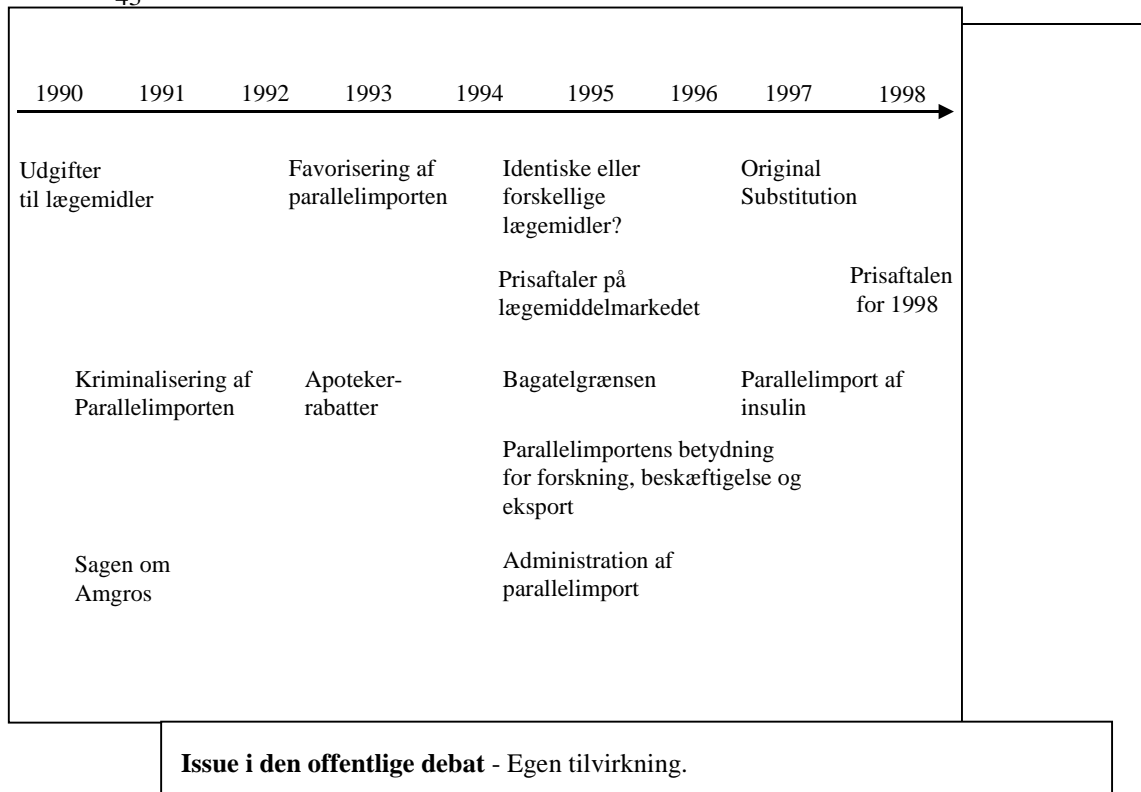 45
1990 1991 1992 1993 1994 1995 1996 1997 1998
Udgifter
til lægemidler
Favorisering af
parallelimporten
Identiske eller
forskellige
lægemidler?
Original
Substitution
Prisaftaler på
lægemiddelmarkedet
Prisaftalen
for 1998
Kriminalisering af
Parallelimporten
Apoteker-
rabatter
Bagatelgrænsen
Parallelimport af
insulin
Parallelimportens betydning
for forskning, beskæftigelse og
eksport
Sagen om
Amgros
Administration af
parallelimport
Issue i den offentlige debat - Egen tilvirkning.